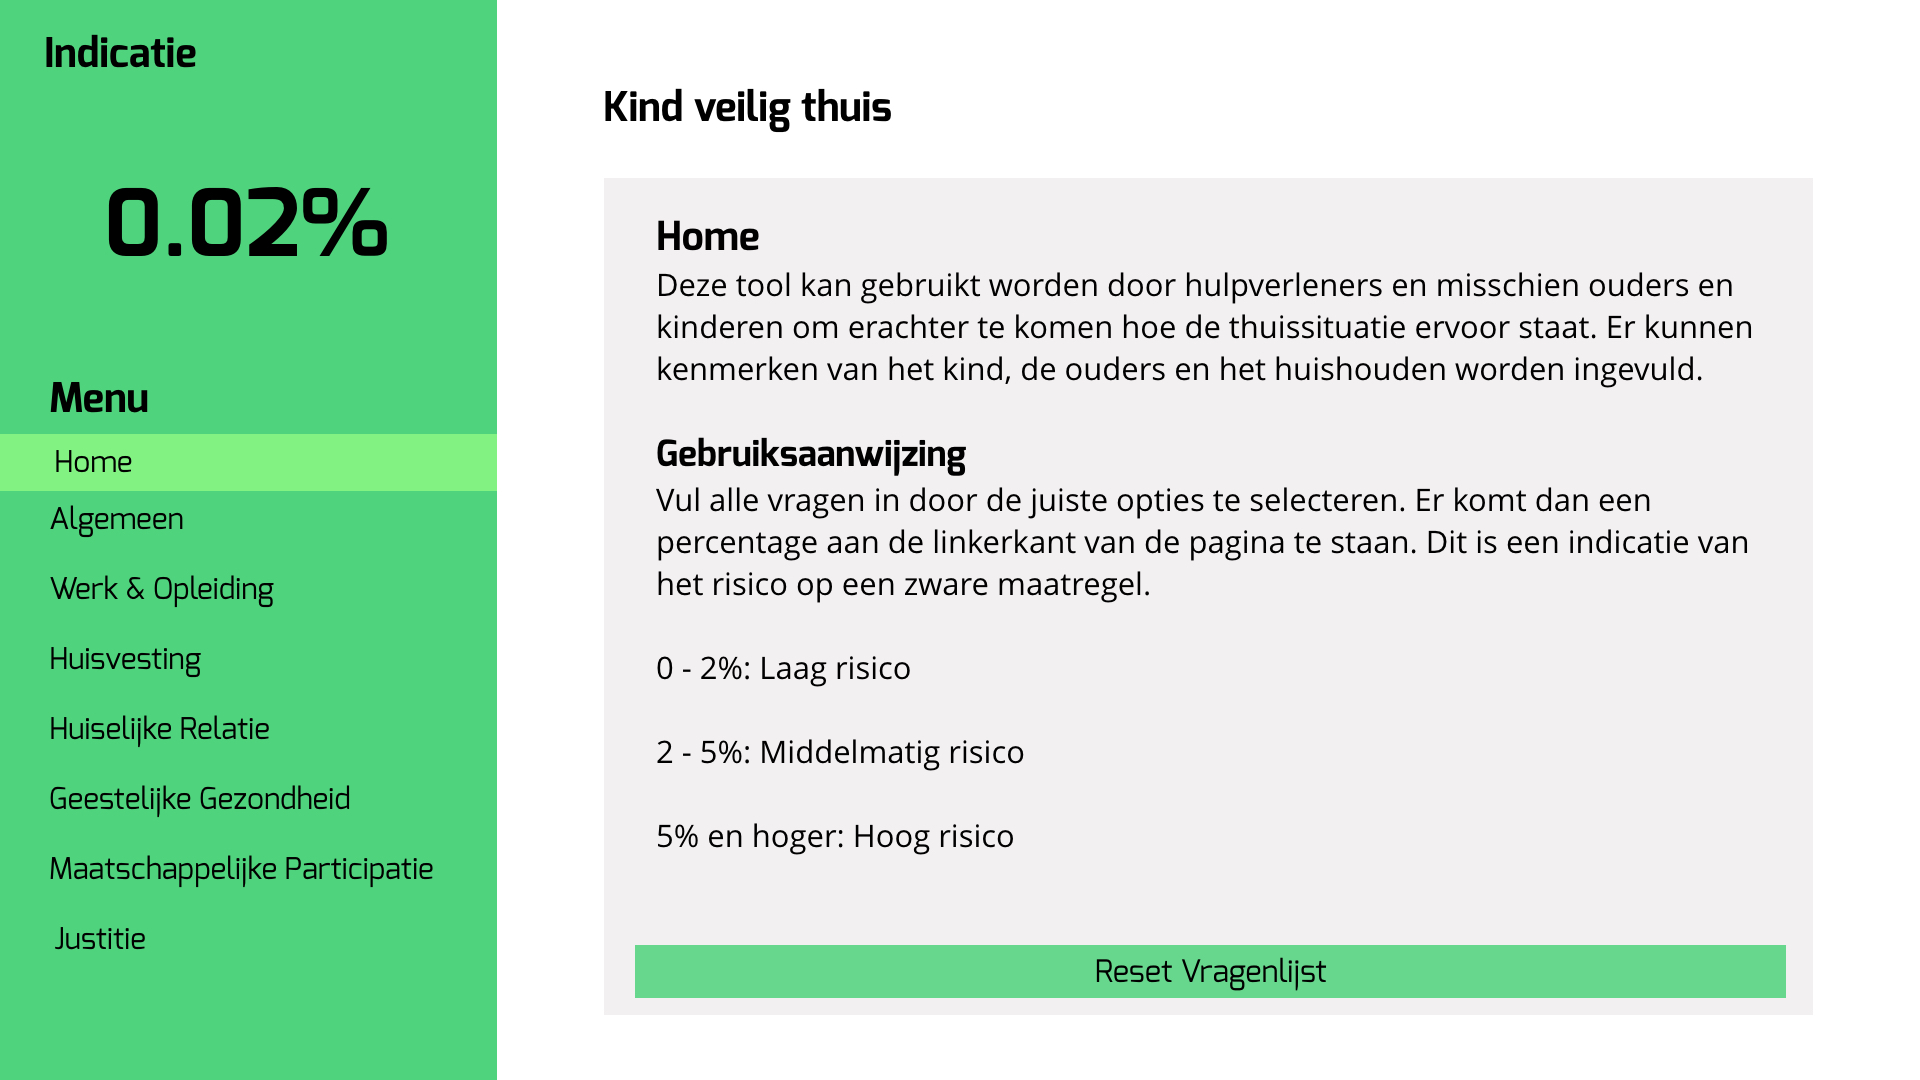 Indicatie
0.02%
Menu
Home
Algemeen
Werk & Opleiding
Huisvesting
Huiselijke Relatie
Geestelijke Gezondheid
Maatschappelijke Participatie
Justitie
Kind veilig thuis
Home
Deze tool kan gebruikt worden door hulpverleners en misschien ouders en
kinderen om erachter te komen hoe de thuissituatie ervoor staat. Er kunnen
kenmerken van het kind, de ouders en het huishouden worden ingevuld.
Gebruiksaanwijzing
Vul alle vragen in door de juiste opties te selecteren. Er komt dan een
percentage aan de linkerkant van de pagina te staan. Dit is een indicatie van
het risico op een zware maatregel.
0 - 2%: Laag risico
2 - 5%: Middelmatig risico
5% en hoger: Hoog risico
Reset Vragenlijst